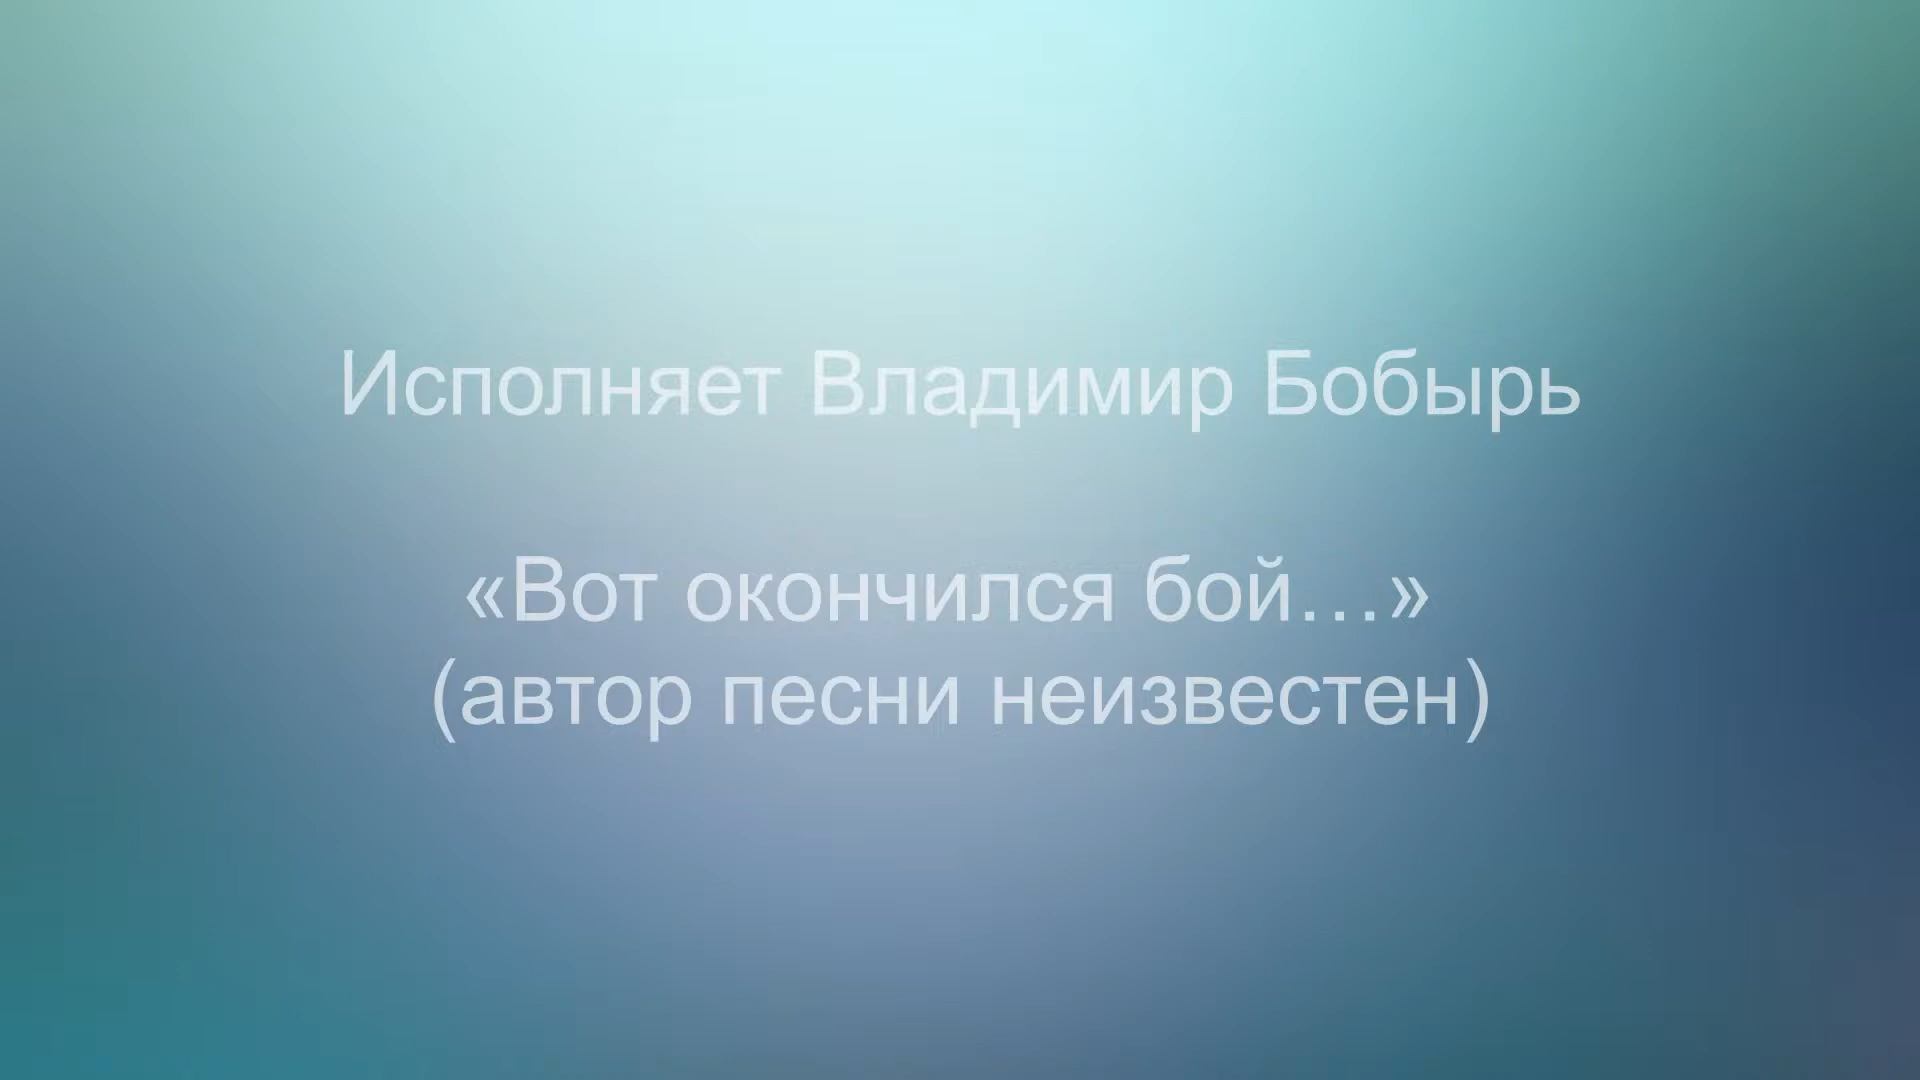 Исполняет Владимир Бобырь
«Вот окончился бой…»
(автор песни неизвестен)